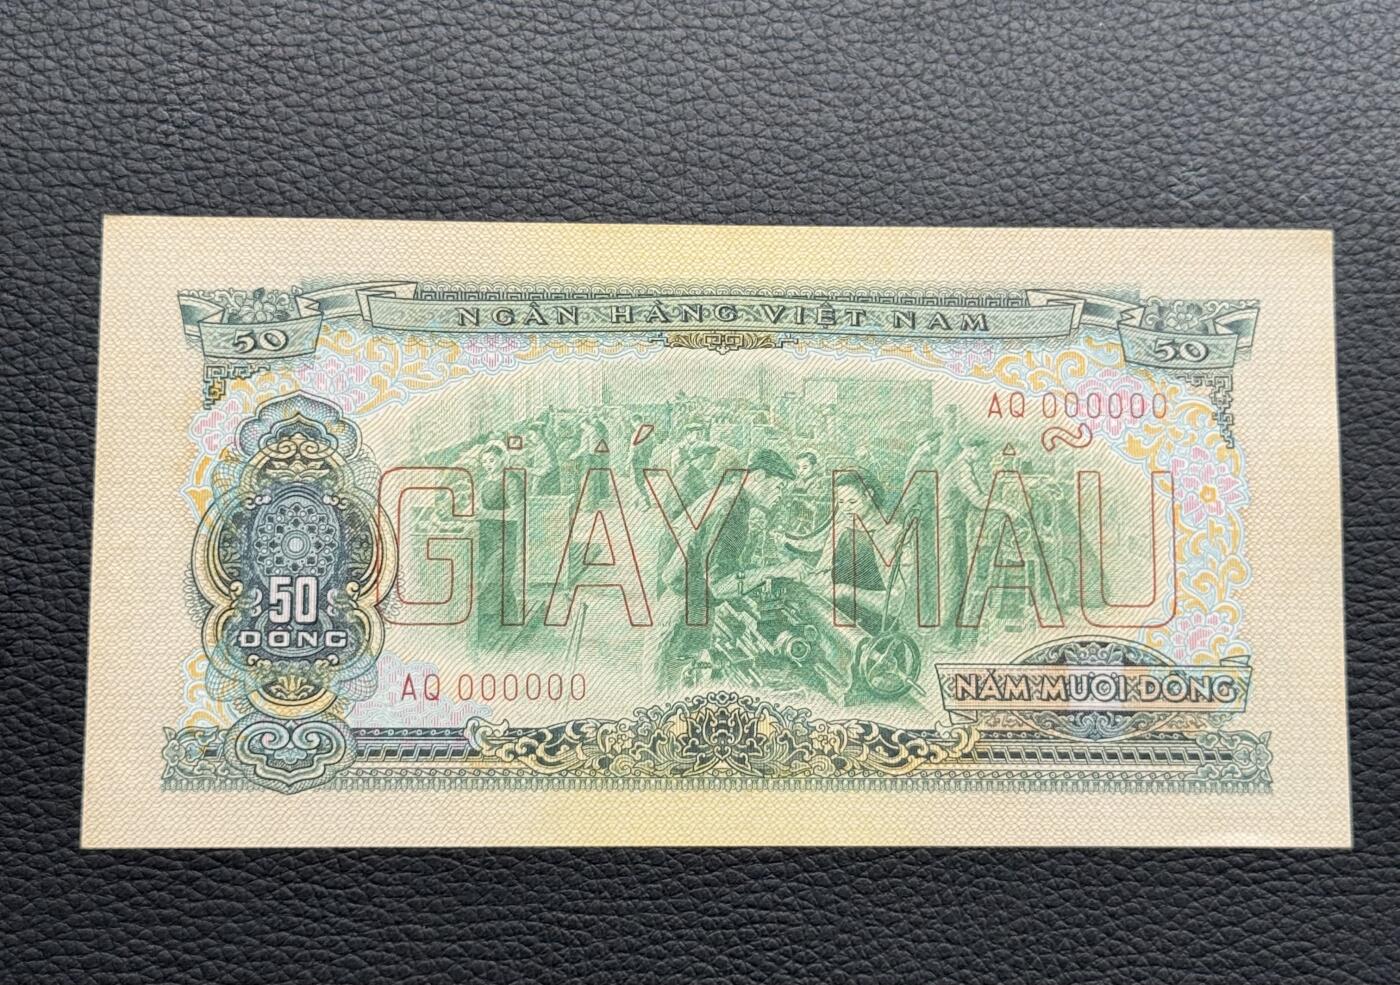 NGÂN HÀNG VIỆT NAM
50
50
AQ 000000
GIẤY MẪU
50
ĐỒNG
AQ 000000
NĂM MƯƠI ĐỒNG